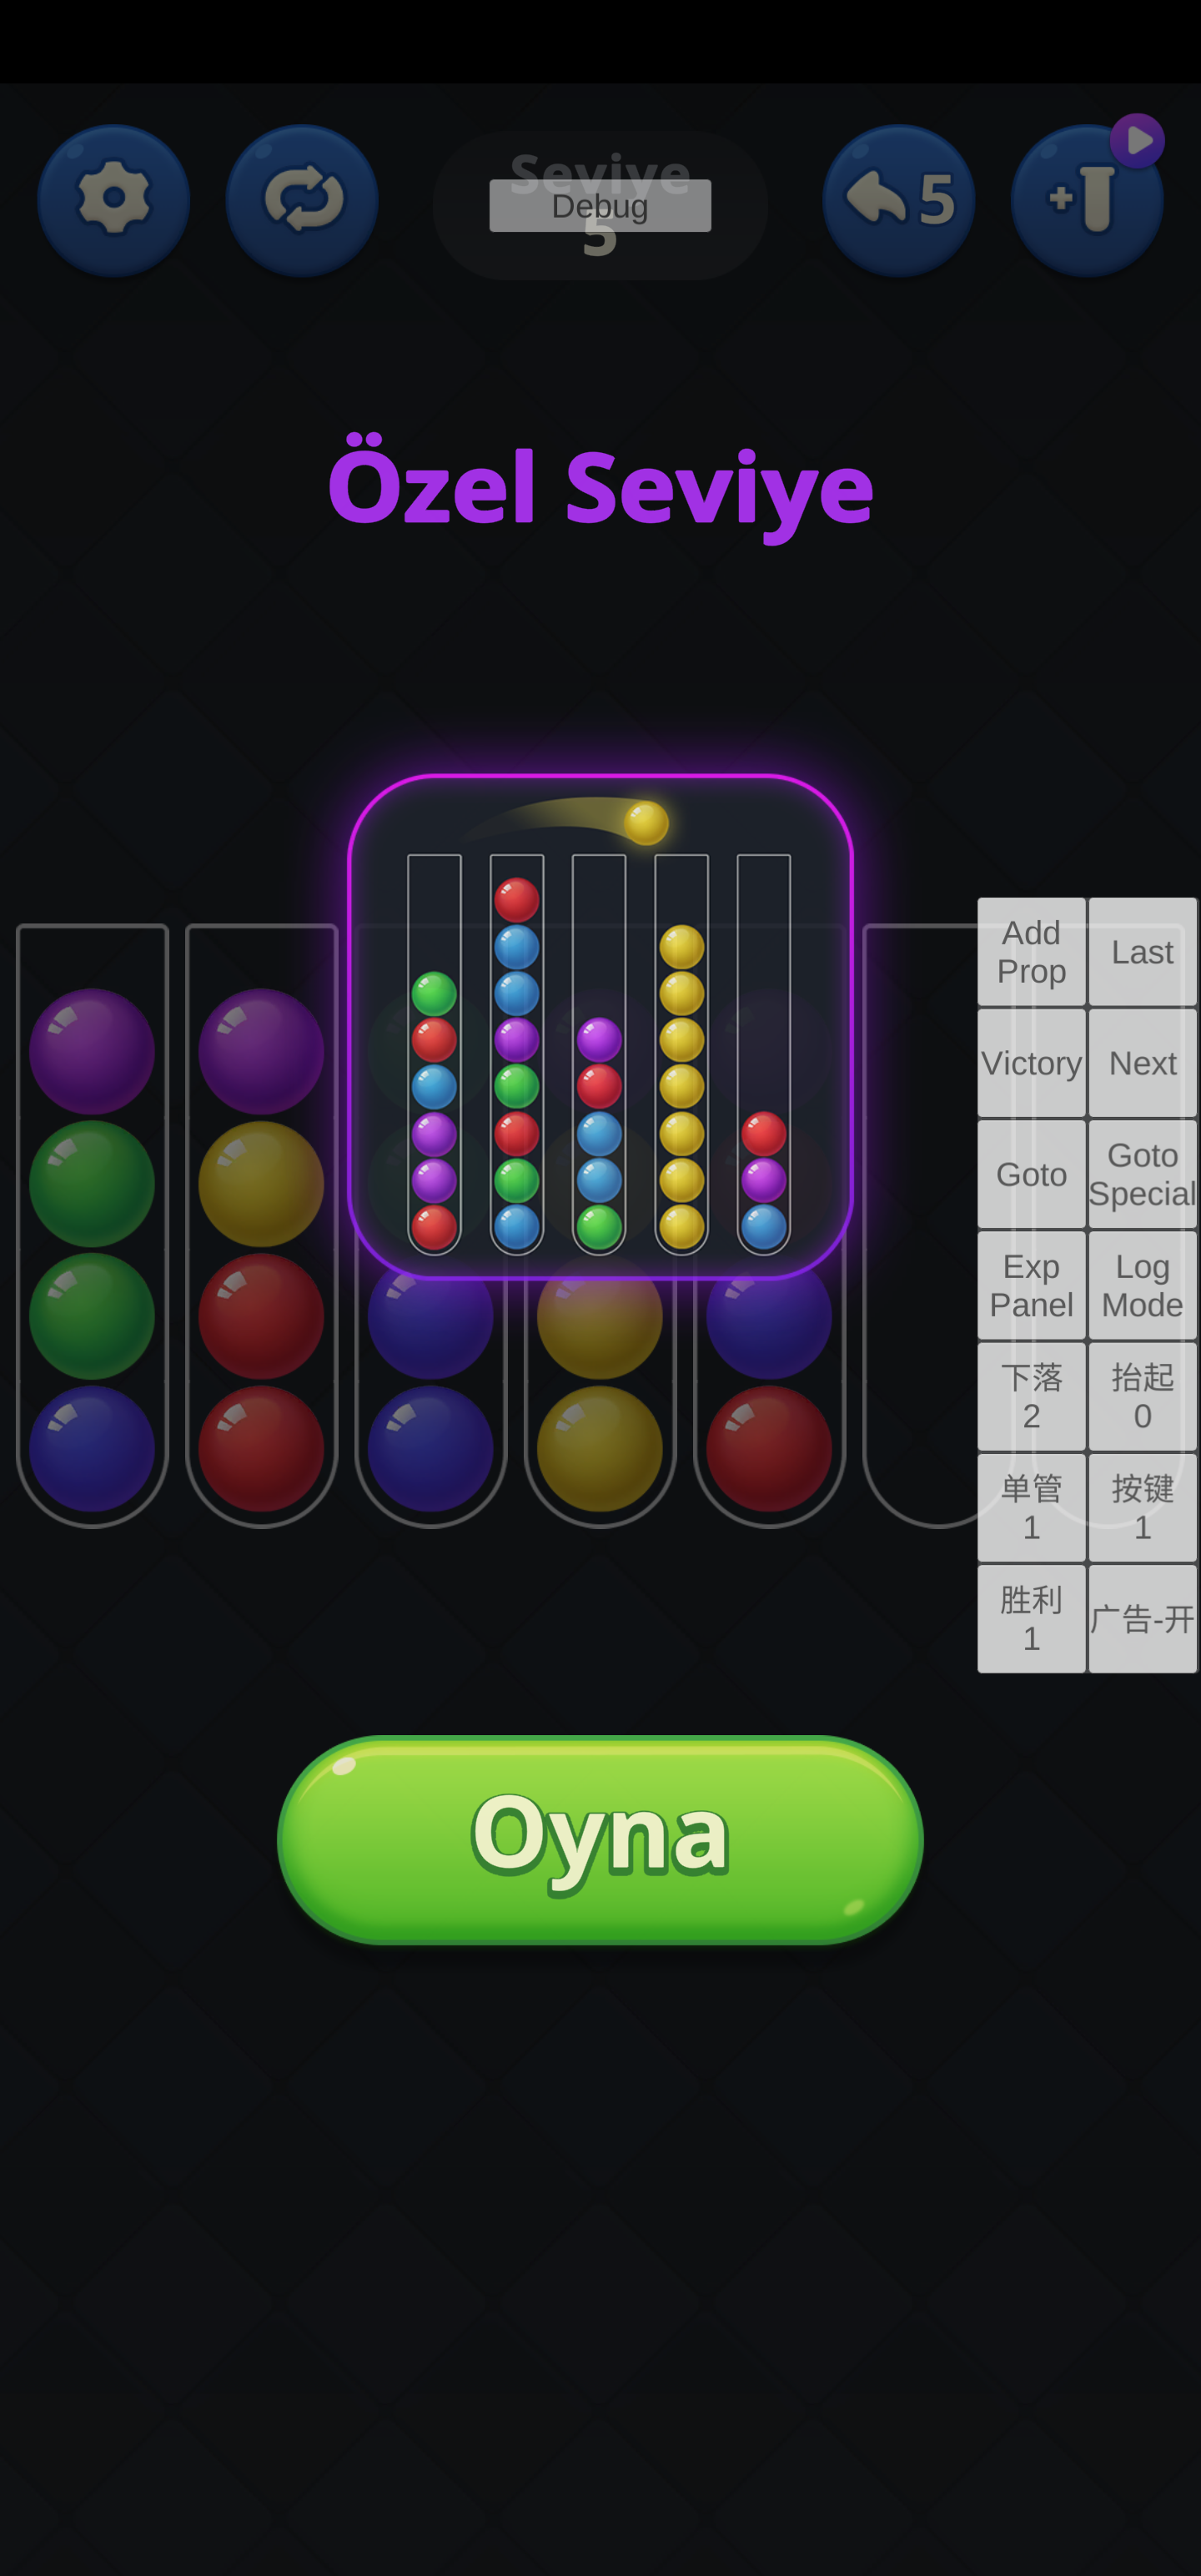 Seviye
5
Debug
5
Özel Seviye
Add
Prop
Last
Victory
Next
Goto
Goto
Special
Exp
Panel
Log
Mode
下落
2
抬起
0
单管
1
按键
1
胜利
1
广告-开
Oyna